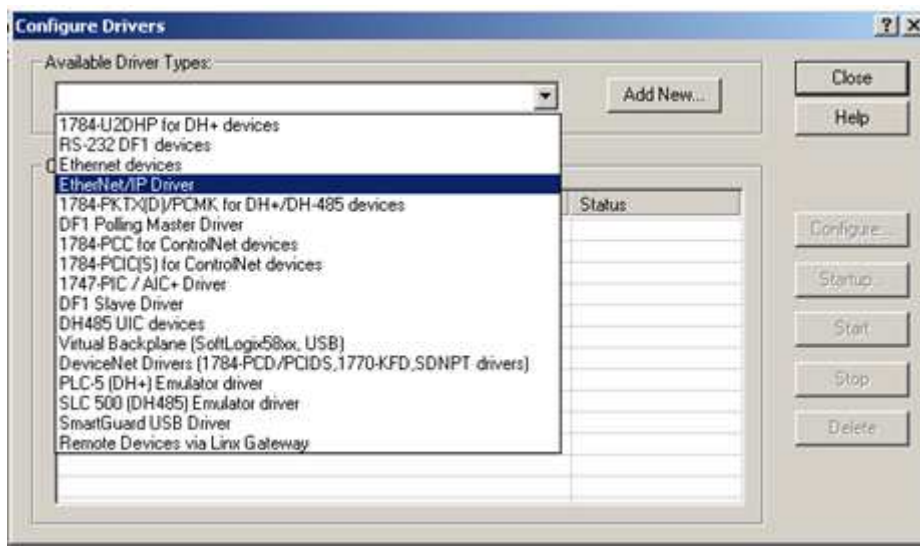 Configure Drivers
Available Driver Types:
Add New...
Close
Help
1784-U2DHP for DH+ devices
RS-232 DF1 devices
Ethernet devices
EtherNet/IP Driver
1784-PKTX(D)/PCMK for DH+/DH-485 devices
DF1 Polling Master Driver
1784-PCC for ControlNet devices
1784-PCIC(S) for ControlNet devices
1747-PIC / AIC+ Driver
DF1 Slave Driver
DH485 UIC devices
Virtual Backplane (SoftLogix58xx, USB)
DeviceNet Drivers (1784-PCD/PCIDS,1770-KFD,SDNPT drivers)
PLC-5 (DH+) Emulator driver
SLC 500 (DH485) Emulator driver
SmartGuard USB Driver
Remote Devices via Linx Gateway
Status
Configure...
Startup...
Start
Stop
Delete